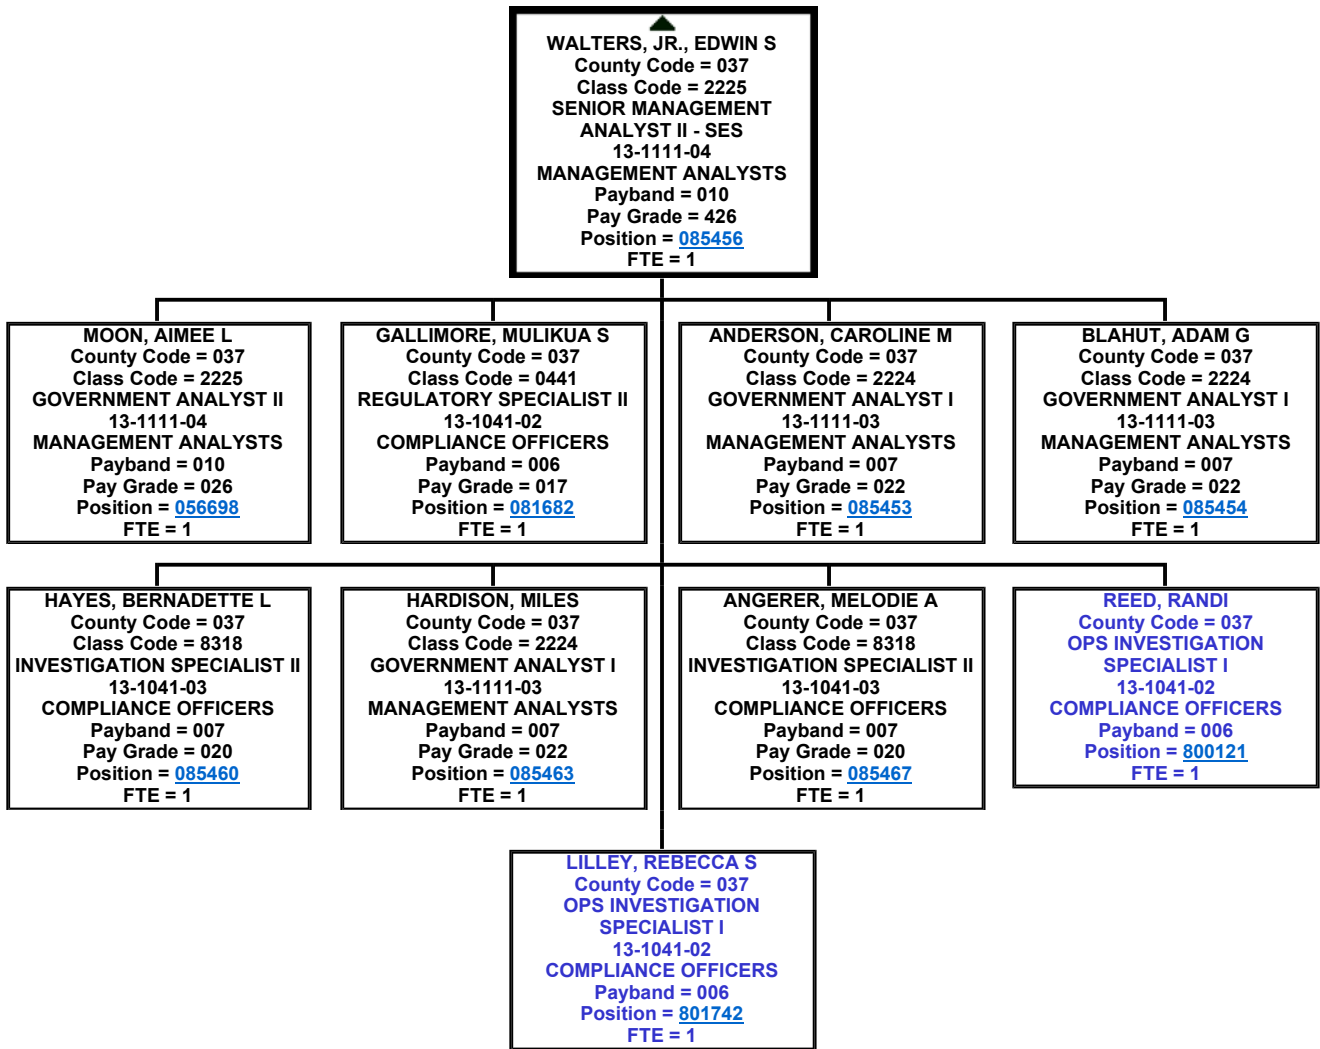 WALTERS, JR., EDWIN S
County Code = 037
Class Code = 2225
SENIOR MANAGEMENT
ANALYST II - SES
13-1111-04
MANAGEMENT ANALYSTS
Payband = 010
Pay Grade = 426
Position = 085456
FTE = 1
MOON, AIMEE L
County Code = 037
Class Code = 2225
GOVERNMENT ANALYST II
13-1111-04
MANAGEMENT ANALYSTS
Payband = 010
Pay Grade = 026
Position = 056698
FTE = 1
GALLIMORE, MULIKUA S
County Code = 037
Class Code = 0441
REGULATORY SPECIALIST II
13-1041-02
COMPLIANCE OFFICERS
Payband = 006
Pay Grade = 017
Position = 081682
FTE = 1
ANDERSON, CAROLINE M
County Code = 037
Class Code = 2224
GOVERNMENT ANALYST I
13-1111-03
MANAGEMENT ANALYSTS
Payband = 007
Pay Grade = 022
Position = 085453
FTE = 1
BLAHUT, ADAM G
County Code = 037
Class Code = 2224
GOVERNMENT ANALYST I
13-1111-03
MANAGEMENT ANALYSTS
Payband = 007
Pay Grade = 022
Position = 085454
FTE = 1
HAYES, BERNADETTE L
County Code = 037
Class Code = 8318
INVESTIGATION SPECIALIST II
13-1041-03
COMPLIANCE OFFICERS
Payband = 007
Pay Grade = 020
Position = 085460
FTE = 1
HARDISON, MILES
County Code = 037
Class Code = 2224
GOVERNMENT ANALYST I
13-1111-03
MANAGEMENT ANALYSTS
Payband = 007
Pay Grade = 022
Position = 085463
FTE = 1
ANGERER, MELODIE A
County Code = 037
Class Code = 8318
INVESTIGATION SPECIALIST II
13-1041-03
COMPLIANCE OFFICERS
Payband = 007
Pay Grade = 020
Position = 085467
FTE = 1
REED, RANDI
County Code = 037
OPS INVESTIGATION
SPECIALIST I
13-1041-02
COMPLIANCE OFFICERS
Payband = 006
Position = 800121
FTE = 1
LILLEY, REBECCA S
County Code = 037
OPS INVESTIGATION
SPECIALIST I
13-1041-02
COMPLIANCE OFFICERS
Payband = 006
Position = 801742
FTE = 1